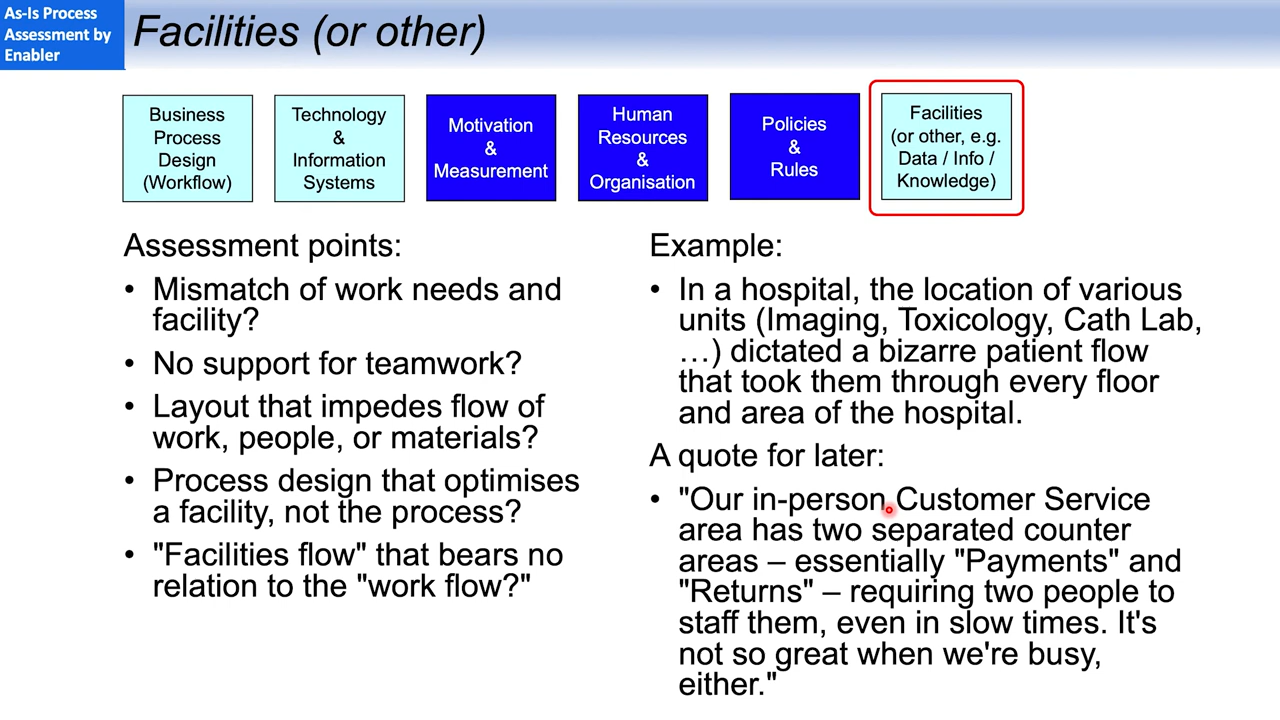 As-Is Process
Assessment by
Enabler
Facilities (or other)
Business
Process
Design
(Workflow)
Technology
&
Information
Systems
Motivation
&
Measurement
Human
Resources
&
Organisation
Policies
&
Rules
Facilities
(or other, e.g.
Data / Info /
Knowledge)
Assessment points:
• Mismatch of work needs and
facility?
• No support for teamwork?
• Layout that impedes flow of
work, people, or materials?
• Process design that optimises
a facility, not the process?
• "Facilities flow" that bears no
relation to the "work flow?"
Example:
• In a hospital, the location of various
units (Imaging, Toxicology, Cath Lab,
…) dictated a bizarre patient flow
that took them through every floor
and area of the hospital.
A quote for later:
• "Our in-person Customer Service
area has two separated counter
areas – essentially "Payments" and
"Returns" – requiring two people to
staff them, even in slow times. It's
not so great when we're busy,
either."